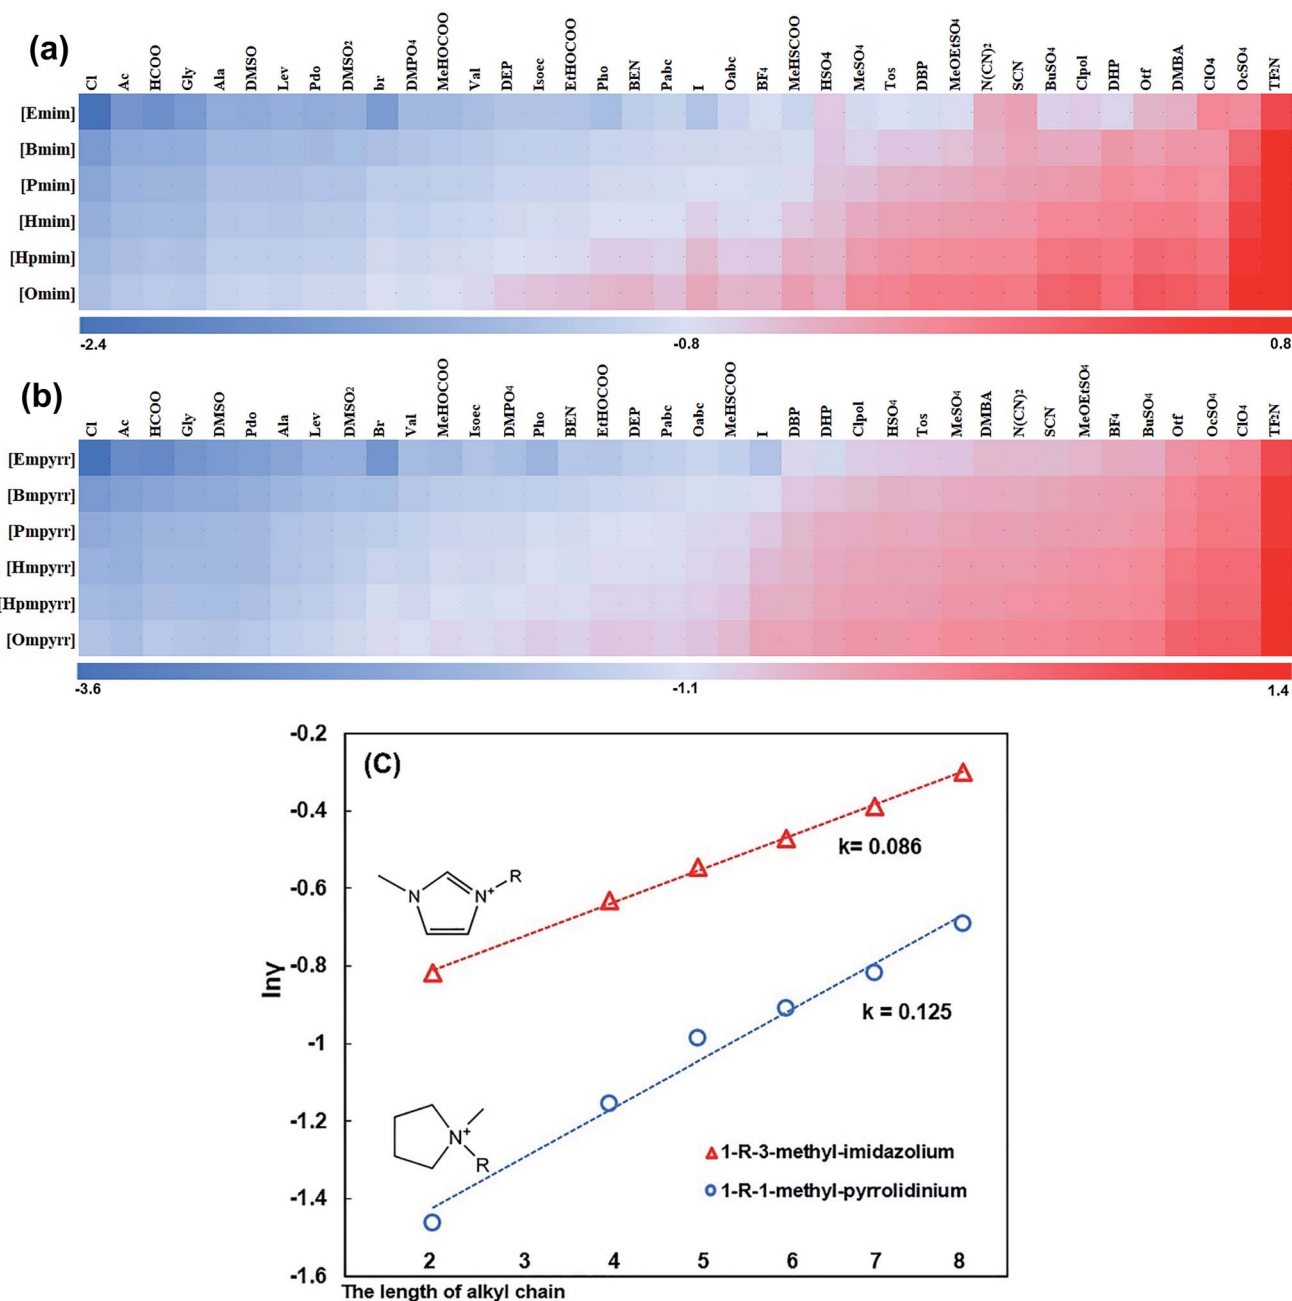 (a)
Cl Ac HCOO Gly Ala DMSO Lev Pdo DMSO2 br DMPO4 MeHOCOO Val DEP Isoec EtHOCOO Pho BEN Pabc I Oabc BF4 MeHSCOO HSO4 MeSO4 Tos DBP MeOEtSO4 N(CN)2 SCN BuSO4 Clpol DHP Otf DMBA ClO4 OcSO4 TF2N
[Emim]
[Bmim]
[Pmim]
[Hmim]
[Hpmim]
[Omim]
-2.4 -0.8 0.8
(b)
Cl Ac HCOO Gly DMSO Pdo Ala Lev DMSO2 Br Val MeHOCOO Isoec DMPO4 Pho BEN EtHOCOO DEP Pabc Oabc MeHSCOO I DBP DHP Clpol HSO4 Tos MeSO4 DMBA N(CN)2 SCN MeOEtSO4 BF4 BuSO4 Otf OcSO4 ClO4 TF2N
[Empyrr]
[Bmpyrr]
[Pmpyrr]
[Hmpyrr]
[Hpmpyrr]
[Ompyrr]
-3.6 -1.1 1.4
(C)
-0.2
-0.4
-0.6
-0.8
-1
-1.2
-1.4
-1.6
lnγ
k= 0.086
k = 0.125
N N+ R
N+ R
1-R-3-methyl-imidazolium
1-R-1-methyl-pyrrolidinium
2 3 4 5 6 7 8
The length of alkyl chain